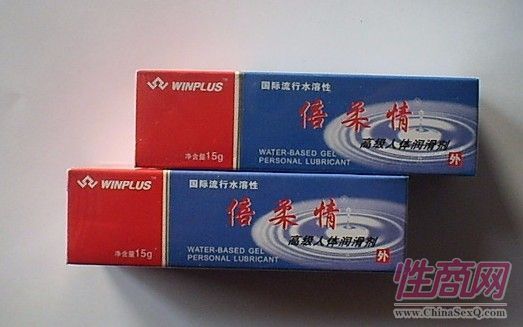 WINPLUS
国际流行水溶性
倍柔情
WATER-BASED GEL
PERSONAL LUBRICANT
高级人体润滑剂
净含量15g
外
WINPLUS
国际流行水溶性
倍柔情
WATER-BASED GEL
PERSONAL LUBRICANT
高级人体润滑剂
净含量15g
外
性商网
www.ChinaSexQ.com